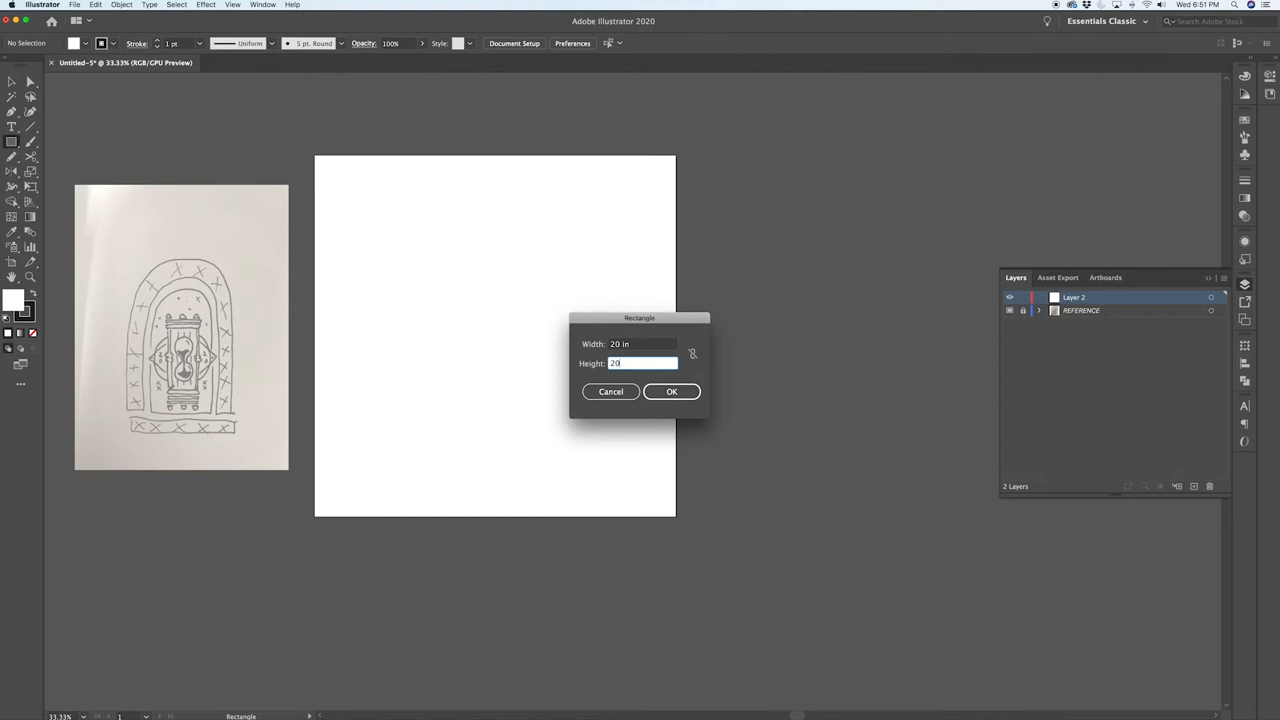 Illustrator File Edit Object Type Select Effect View Window Help Wed 6:51 PM
Adobe Illustrator 2020 Essentials Classic Search Adobe Stock
No Selection Stroke: 1 pt Uniform 5 pt. Round Opacity: 100% Style: Document Setup Preferences
× Untitled-5* @ 33.33% (RGB/GPU Preview)
Layers Asset Export Artboards
Layer 2
REFERENCE
Rectangle
Width: 20 in
Height: 20
Cancel OK
2 Layers
33.33% 1 Rectangle